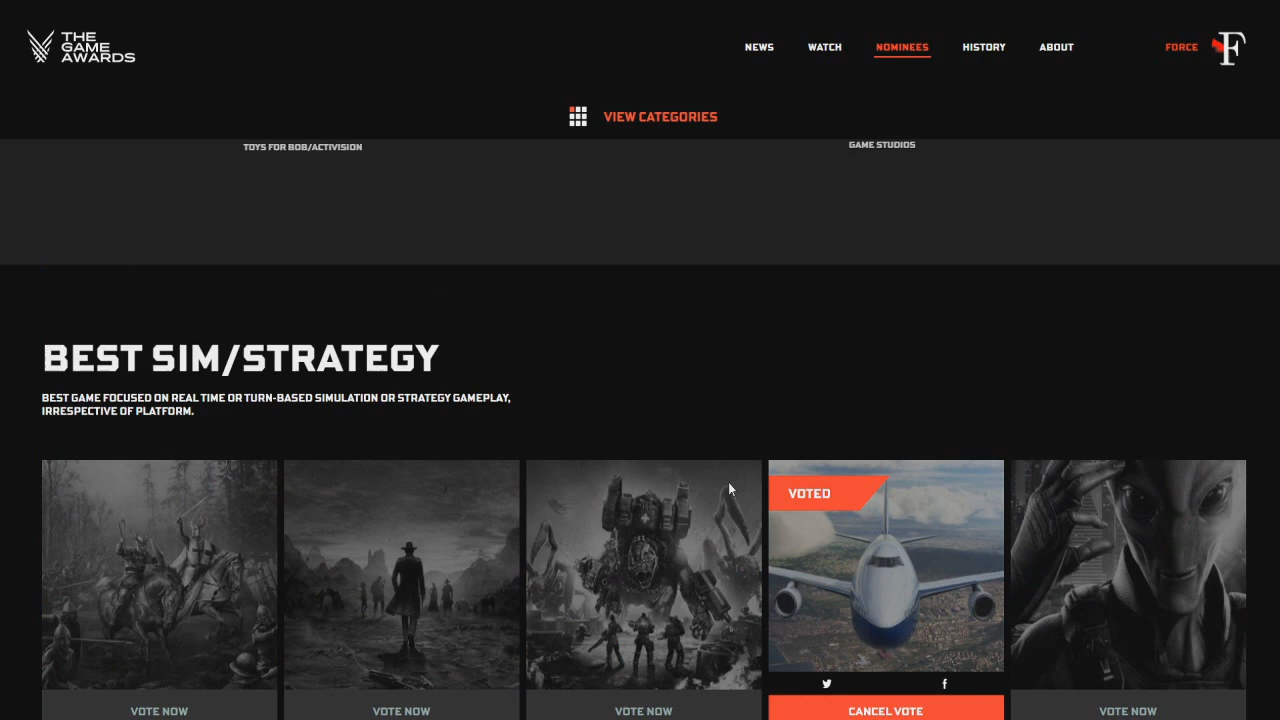 THE
GAME
AWARDS
NEWS
WATCH
NOMINEES
HISTORY
ABOUT
FORCE
F
VIEW CATEGORIES
TOYS FOR BOB/ACTIVISION
GAME STUDIOS
BEST SIM/STRATEGY
BEST GAME FOCUSED ON REAL TIME OR TURN-BASED SIMULATION OR STRATEGY GAMEPLAY,
IRRESPECTIVE OF PLATFORM.
VOTED
VOTE NOW
VOTE NOW
VOTE NOW
CANCEL VOTE
VOTE NOW